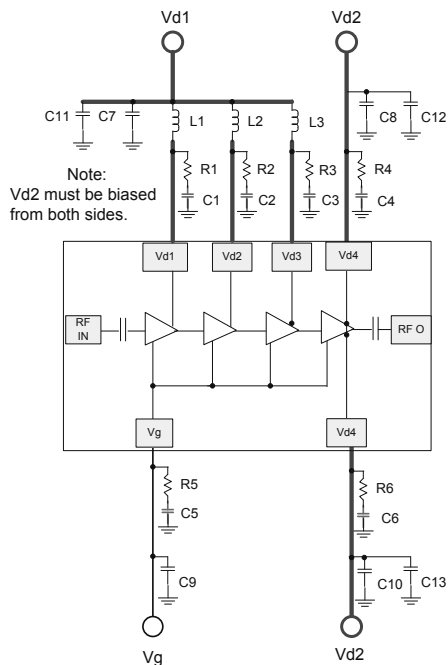 Vd1
Vd2
C11
C7
L1
L2
L3
C8
C12
Note:
Vd2 must be biased
from both sides.
R1
R2
R3
R4
C1
C2
C3
C4
Vd1
Vd2
Vd3
Vd4
RF
IN
RF O
Vg
Vd4
R5
C5
R6
C6
C9
C10
C13
Vg
Vd2